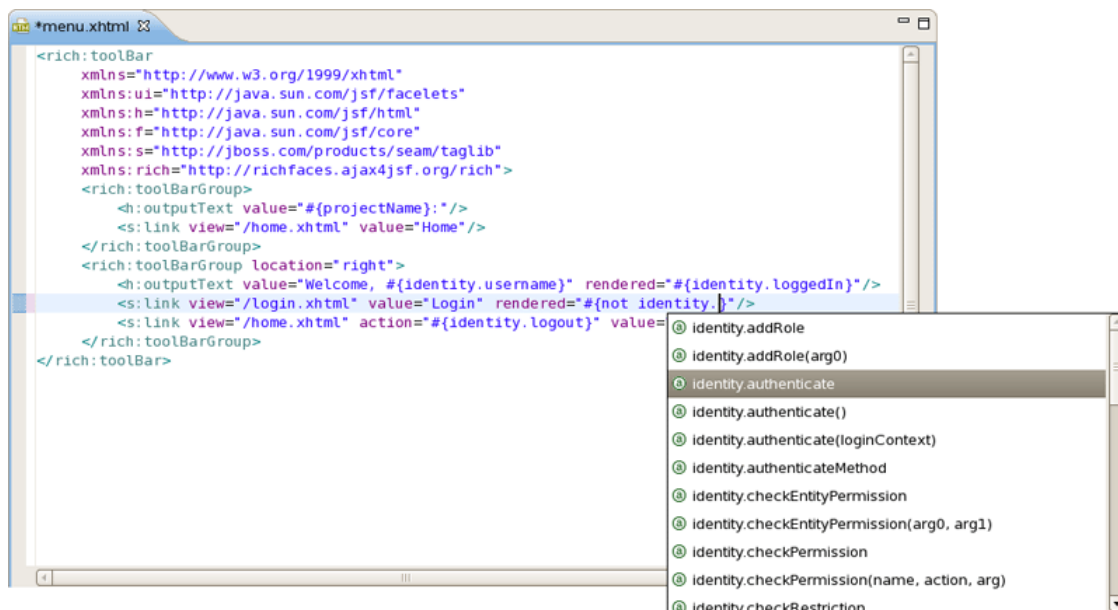 *menu.xhtml
<rich:toolBar
xmlns="http://www.w3.org/1999/xhtml"
xmlns:ui="http://java.sun.com/jsf/facelets"
xmlns:h="http://java.sun.com/jsf/html"
xmlns:f="http://java.sun.com/jsf/core"
xmlns:s="http://jboss.com/products/seam/taglib"
xmlns:rich="http://richfaces.ajax4jsf.org/rich">
<rich:toolBarGroup>
<h:outputText value="#{projectName}:"/>
<s:link view="/home.xhtml" value="Home"/>
</rich:toolBarGroup>
<rich:toolBarGroup location="right">
<h:outputText value="Welcome, #{identity.username}" rendered="#{identity.loggedIn}"/>
<s:link view="/login.xhtml" value="Login" rendered="#{not identity.}"/>
<s:link view="/home.xhtml" action="#{identity.logout}" value=
</rich:toolBarGroup>
</rich:toolBar>
identity.addRole
identity.addRole(arg0)
identity.authenticate
identity.authenticate()
identity.authenticate(loginContext)
identity.authenticateMethod
identity.checkEntityPermission
identity.checkEntityPermission(arg0, arg1)
identity.checkPermission
identity.checkPermission(name, action, arg)
identity.checkRestriction